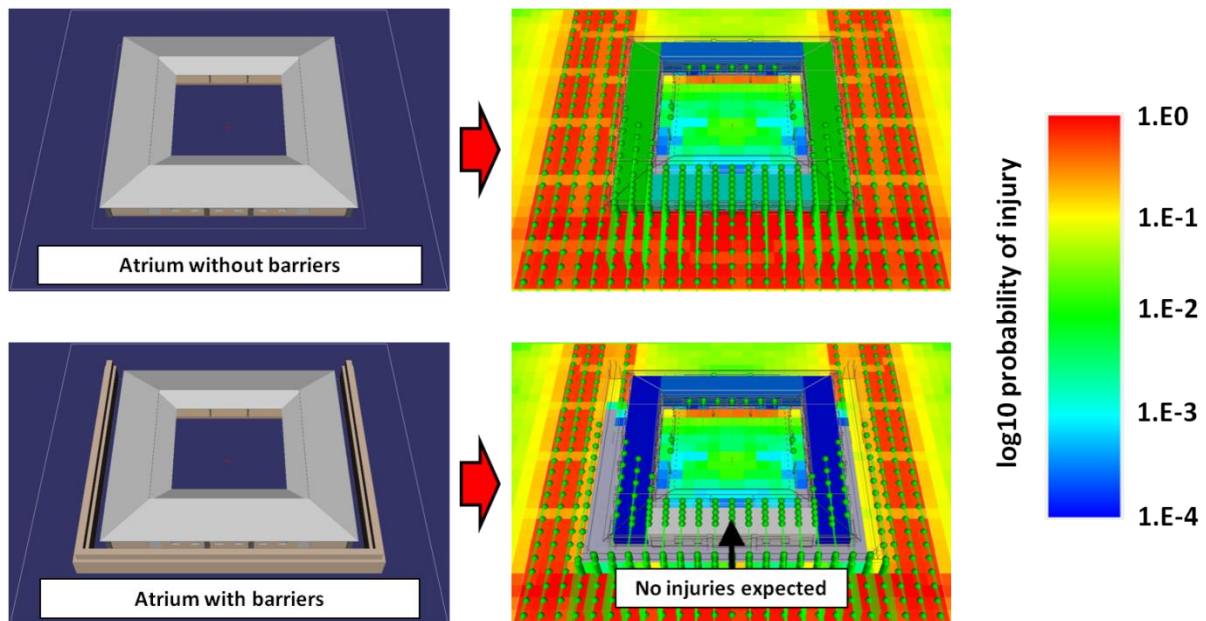 Atrium without barriers
Atrium with barriers
No injuries expected
log10 probability of injury
1.E0
1.E-1
1.E-2
1.E-3
1.E-4